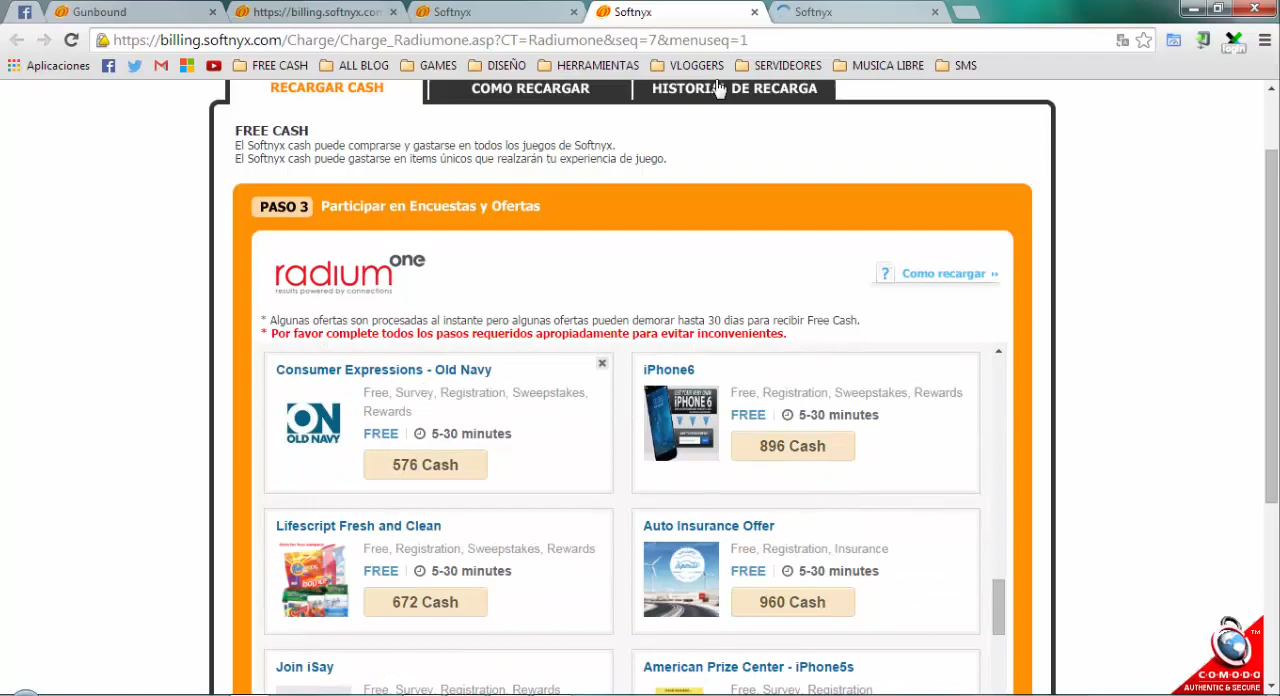 Gunbound
https://billing.softnyx.com
Softnyx
Softnyx
Softnyx
https://billing.softnyx.com/Charge/Charge_Radiumone.asp?CT=Radiumone&seq=7&menuseq=1
login
Aplicaciones
FREE CASH
ALL BLOG
GAMES
DISEÑO
HERRAMIENTAS
VLOGGERS
SERVIDEORES
MUSICA LIBRE
SMS
RECARGAR CASH
COMO RECARGAR
HISTORIA DE RECARGA
FREE CASH
El Softnyx cash puede comprarse y gastarse en todos los juegos de Softnyx.
El Softnyx cash puede gastarse en items únicos que realzarán tu experiencia de juego.
PASO 3 Participar en Encuestas y Ofertas
radium one
results powered by connections
? Como recargar ››
* Algunas ofertas son procesadas al instante pero algunas ofertas pueden demorar hasta 30 dias para recibir Free Cash.
* Por favor complete todos los pasos requeridos apropiadamente para evitar inconvenientes.
Consumer Expressions - Old Navy
Free, Survey, Registration, Sweepstakes,
Rewards
ON
OLD NAVY
FREE 5-30 minutes
576 Cash
iPhone6
Free, Registration, Sweepstakes, Rewards
iPHONE 6
FREE 5-30 minutes
896 Cash
Lifescript Fresh and Clean
Free, Registration, Sweepstakes, Rewards
FREE 5-30 minutes
672 Cash
Auto Insurance Offer
Free, Registration, Insurance
FREE 5-30 minutes
960 Cash
Join iSay
Free, Survey, Registration, Rewards
American Prize Center - iPhone5s
Free, Survey, Registration,
TM
COMODO
AUTHENTIC & SECURE